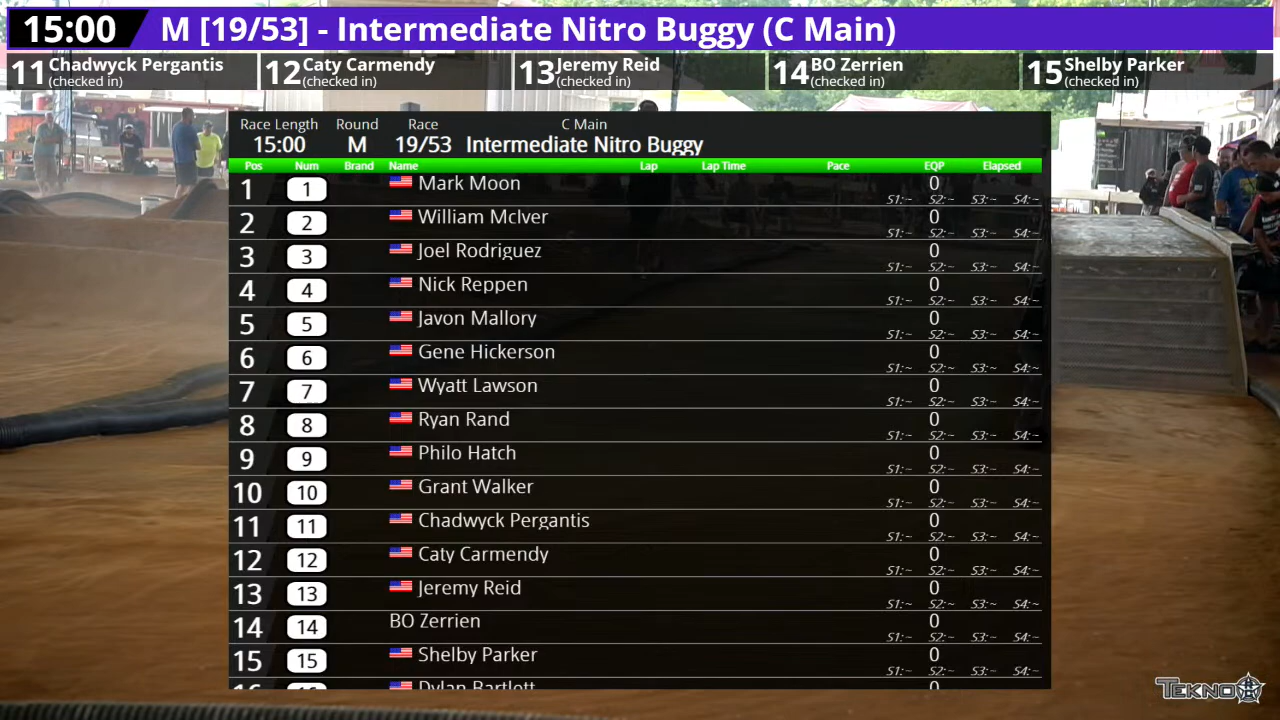 15:00 M [19/53] - Intermediate Nitro Buggy (C Main)
11 Chadwyck Pergantis (checked in)
12 Caty Carmendy (checked in)
13 Jeremy Reid (checked in)
14 BO Zerrien (checked in)
15 Shelby Parker (checked in)
Race Length Round Race C Main
15:00 M 19/53 Intermediate Nitro Buggy
Pos Num Brand Name Lap Lap Time Pace EQP Elapsed
1 1 Mark Moon 0
S1:~ S2:~ S3:~ S4:~
2 2 William McIver 0
S1:~ S2:~ S3:~ S4:~
3 3 Joel Rodriguez 0
S1:~ S2:~ S3:~ S4:~
4 4 Nick Reppen 0
S1:~ S2:~ S3:~ S4:~
5 5 Javon Mallory 0
S1:~ S2:~ S3:~ S4:~
6 6 Gene Hickerson 0
S1:~ S2:~ S3:~ S4:~
7 7 Wyatt Lawson 0
S1:~ S2:~ S3:~ S4:~
8 8 Ryan Rand 0
S1:~ S2:~ S3:~ S4:~
9 9 Philo Hatch 0
S1:~ S2:~ S3:~ S4:~
10 10 Grant Walker 0
S1:~ S2:~ S3:~ S4:~
11 11 Chadwyck Pergantis 0
S1:~ S2:~ S3:~ S4:~
12 12 Caty Carmendy 0
S1:~ S2:~ S3:~ S4:~
13 13 Jeremy Reid 0
S1:~ S2:~ S3:~ S4:~
14 14 BO Zerrien 0
S1:~ S2:~ S3:~ S4:~
15 15 Shelby Parker 0
S1:~ S2:~ S3:~ S4:~
16 16 Dylan Bartlett 0
TEKNO